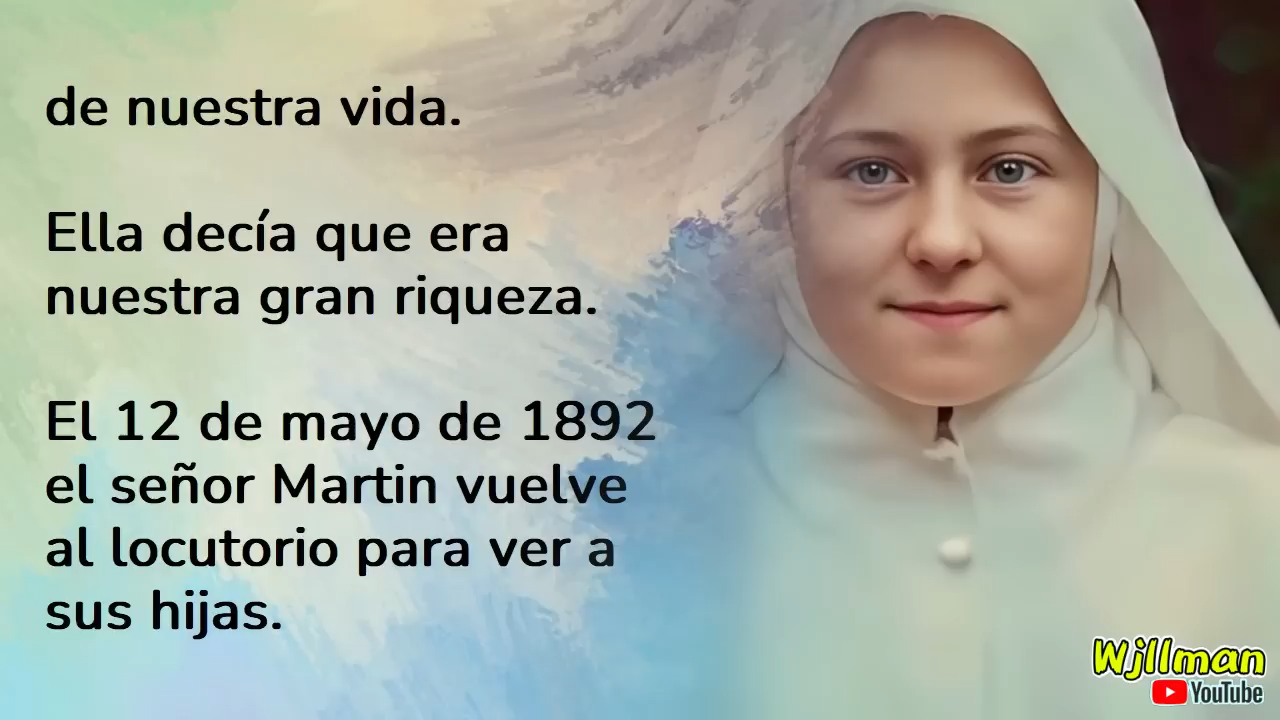 de nuestra vida.
Ella decía que era
nuestra gran riqueza.
El 12 de mayo de 1892
el señor Martin vuelve
al locutorio para ver a
sus hijas.
Wjllman
YouTube